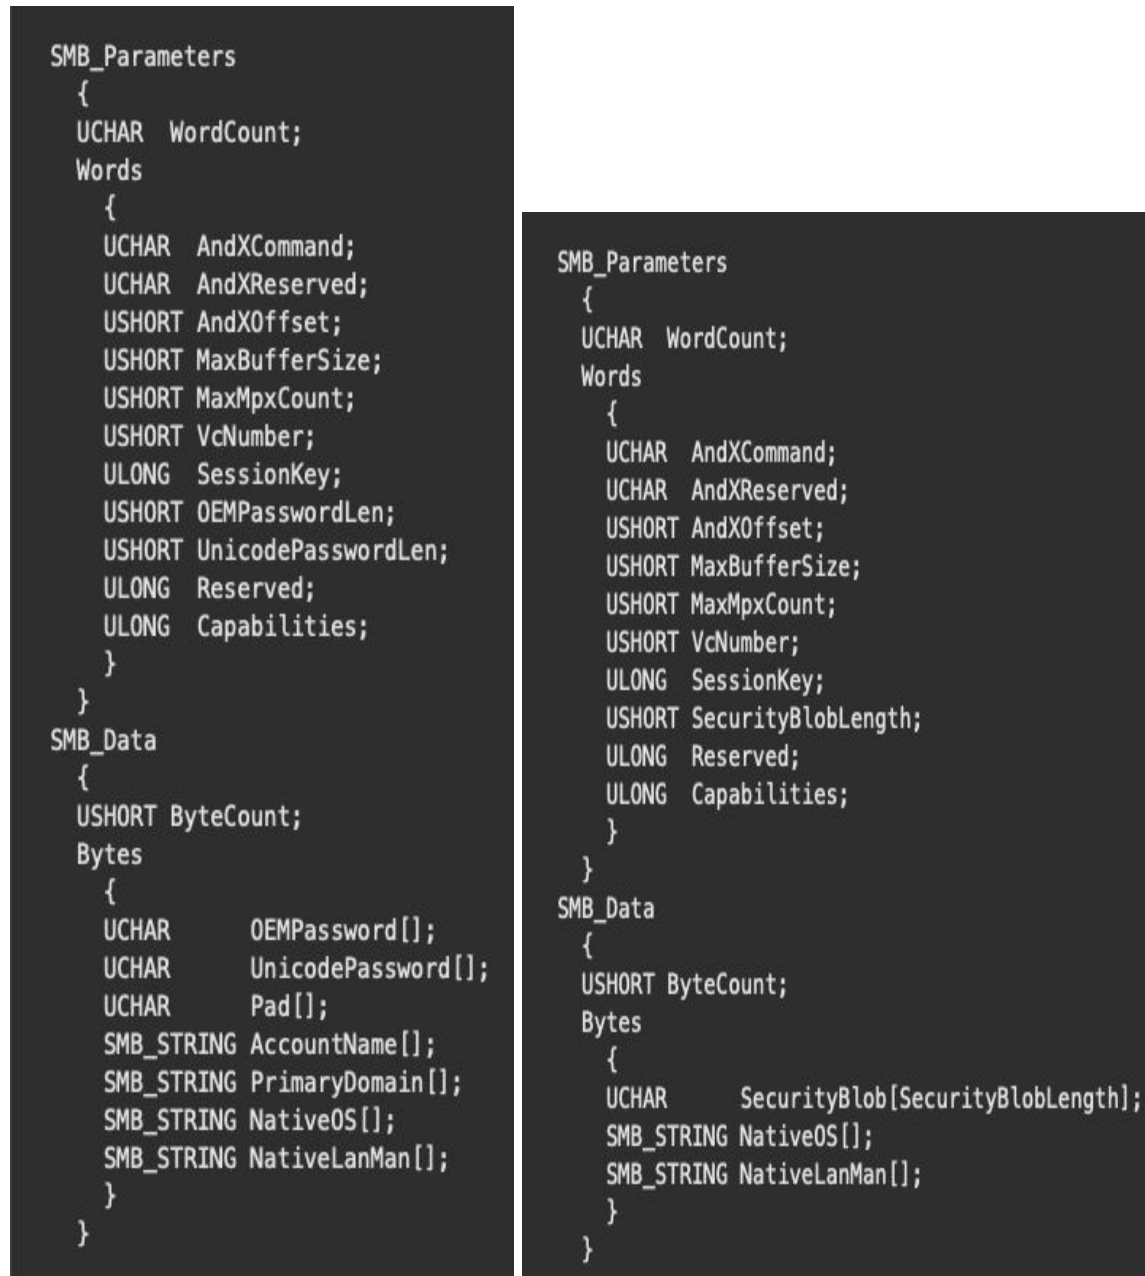 SMB_Parameters
{
UCHAR WordCount;
Words
{
UCHAR AndXCommand;
UCHAR AndXReserved;
USHORT AndXOffset;
USHORT MaxBufferSize;
USHORT MaxMpxCount;
USHORT VcNumber;
ULONG SessionKey;
USHORT OEMPasswordLen;
USHORT UnicodePasswordLen;
ULONG Reserved;
ULONG Capabilities;
}
}
SMB_Data
{
USHORT ByteCount;
Bytes
{
UCHAR OEMPassword[];
UCHAR UnicodePassword[];
UCHAR Pad[];
SMB_STRING AccountName[];
SMB_STRING PrimaryDomain[];
SMB_STRING NativeOS[];
SMB_STRING NativeLanMan[];
}
}
SMB_Parameters
{
UCHAR WordCount;
Words
{
UCHAR AndXCommand;
UCHAR AndXReserved;
USHORT AndXOffset;
USHORT MaxBufferSize;
USHORT MaxMpxCount;
USHORT VcNumber;
ULONG SessionKey;
USHORT SecurityBlobLength;
ULONG Reserved;
ULONG Capabilities;
}
}
SMB_Data
{
USHORT ByteCount;
Bytes
{
UCHAR SecurityBlob[SecurityBlobLength];
SMB_STRING NativeOS[];
SMB_STRING NativeLanMan[];
}
}